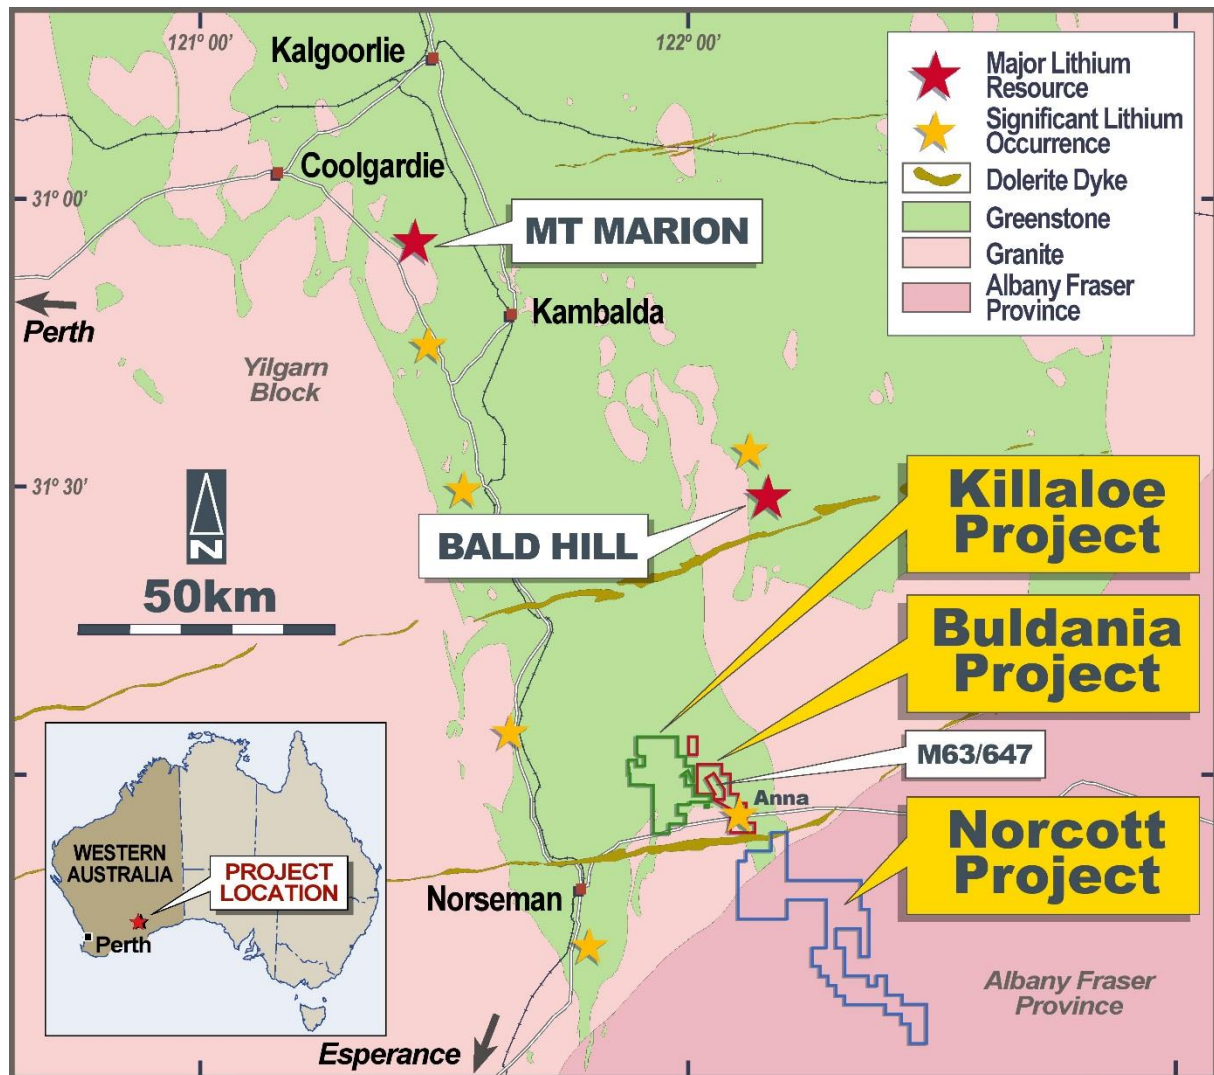 121° 00'
122° 00'
Kalgoorlie
Coolgardie
31° 00'
MT MARION
Kambalda
Perth
Yilgarn
Block
31° 30'
N
50km
BALD HILL
Major Lithium
Resource
Significant Lithium
Occurrence
Dolerite Dyke
Greenstone
Granite
Albany Fraser
Province
Killaloe
Project
Buldania
Project
M63/647
Anna
Norcott
Project
Norseman
Albany Fraser
Province
Esperance
WESTERN
AUSTRALIA
PROJECT
LOCATION
Perth